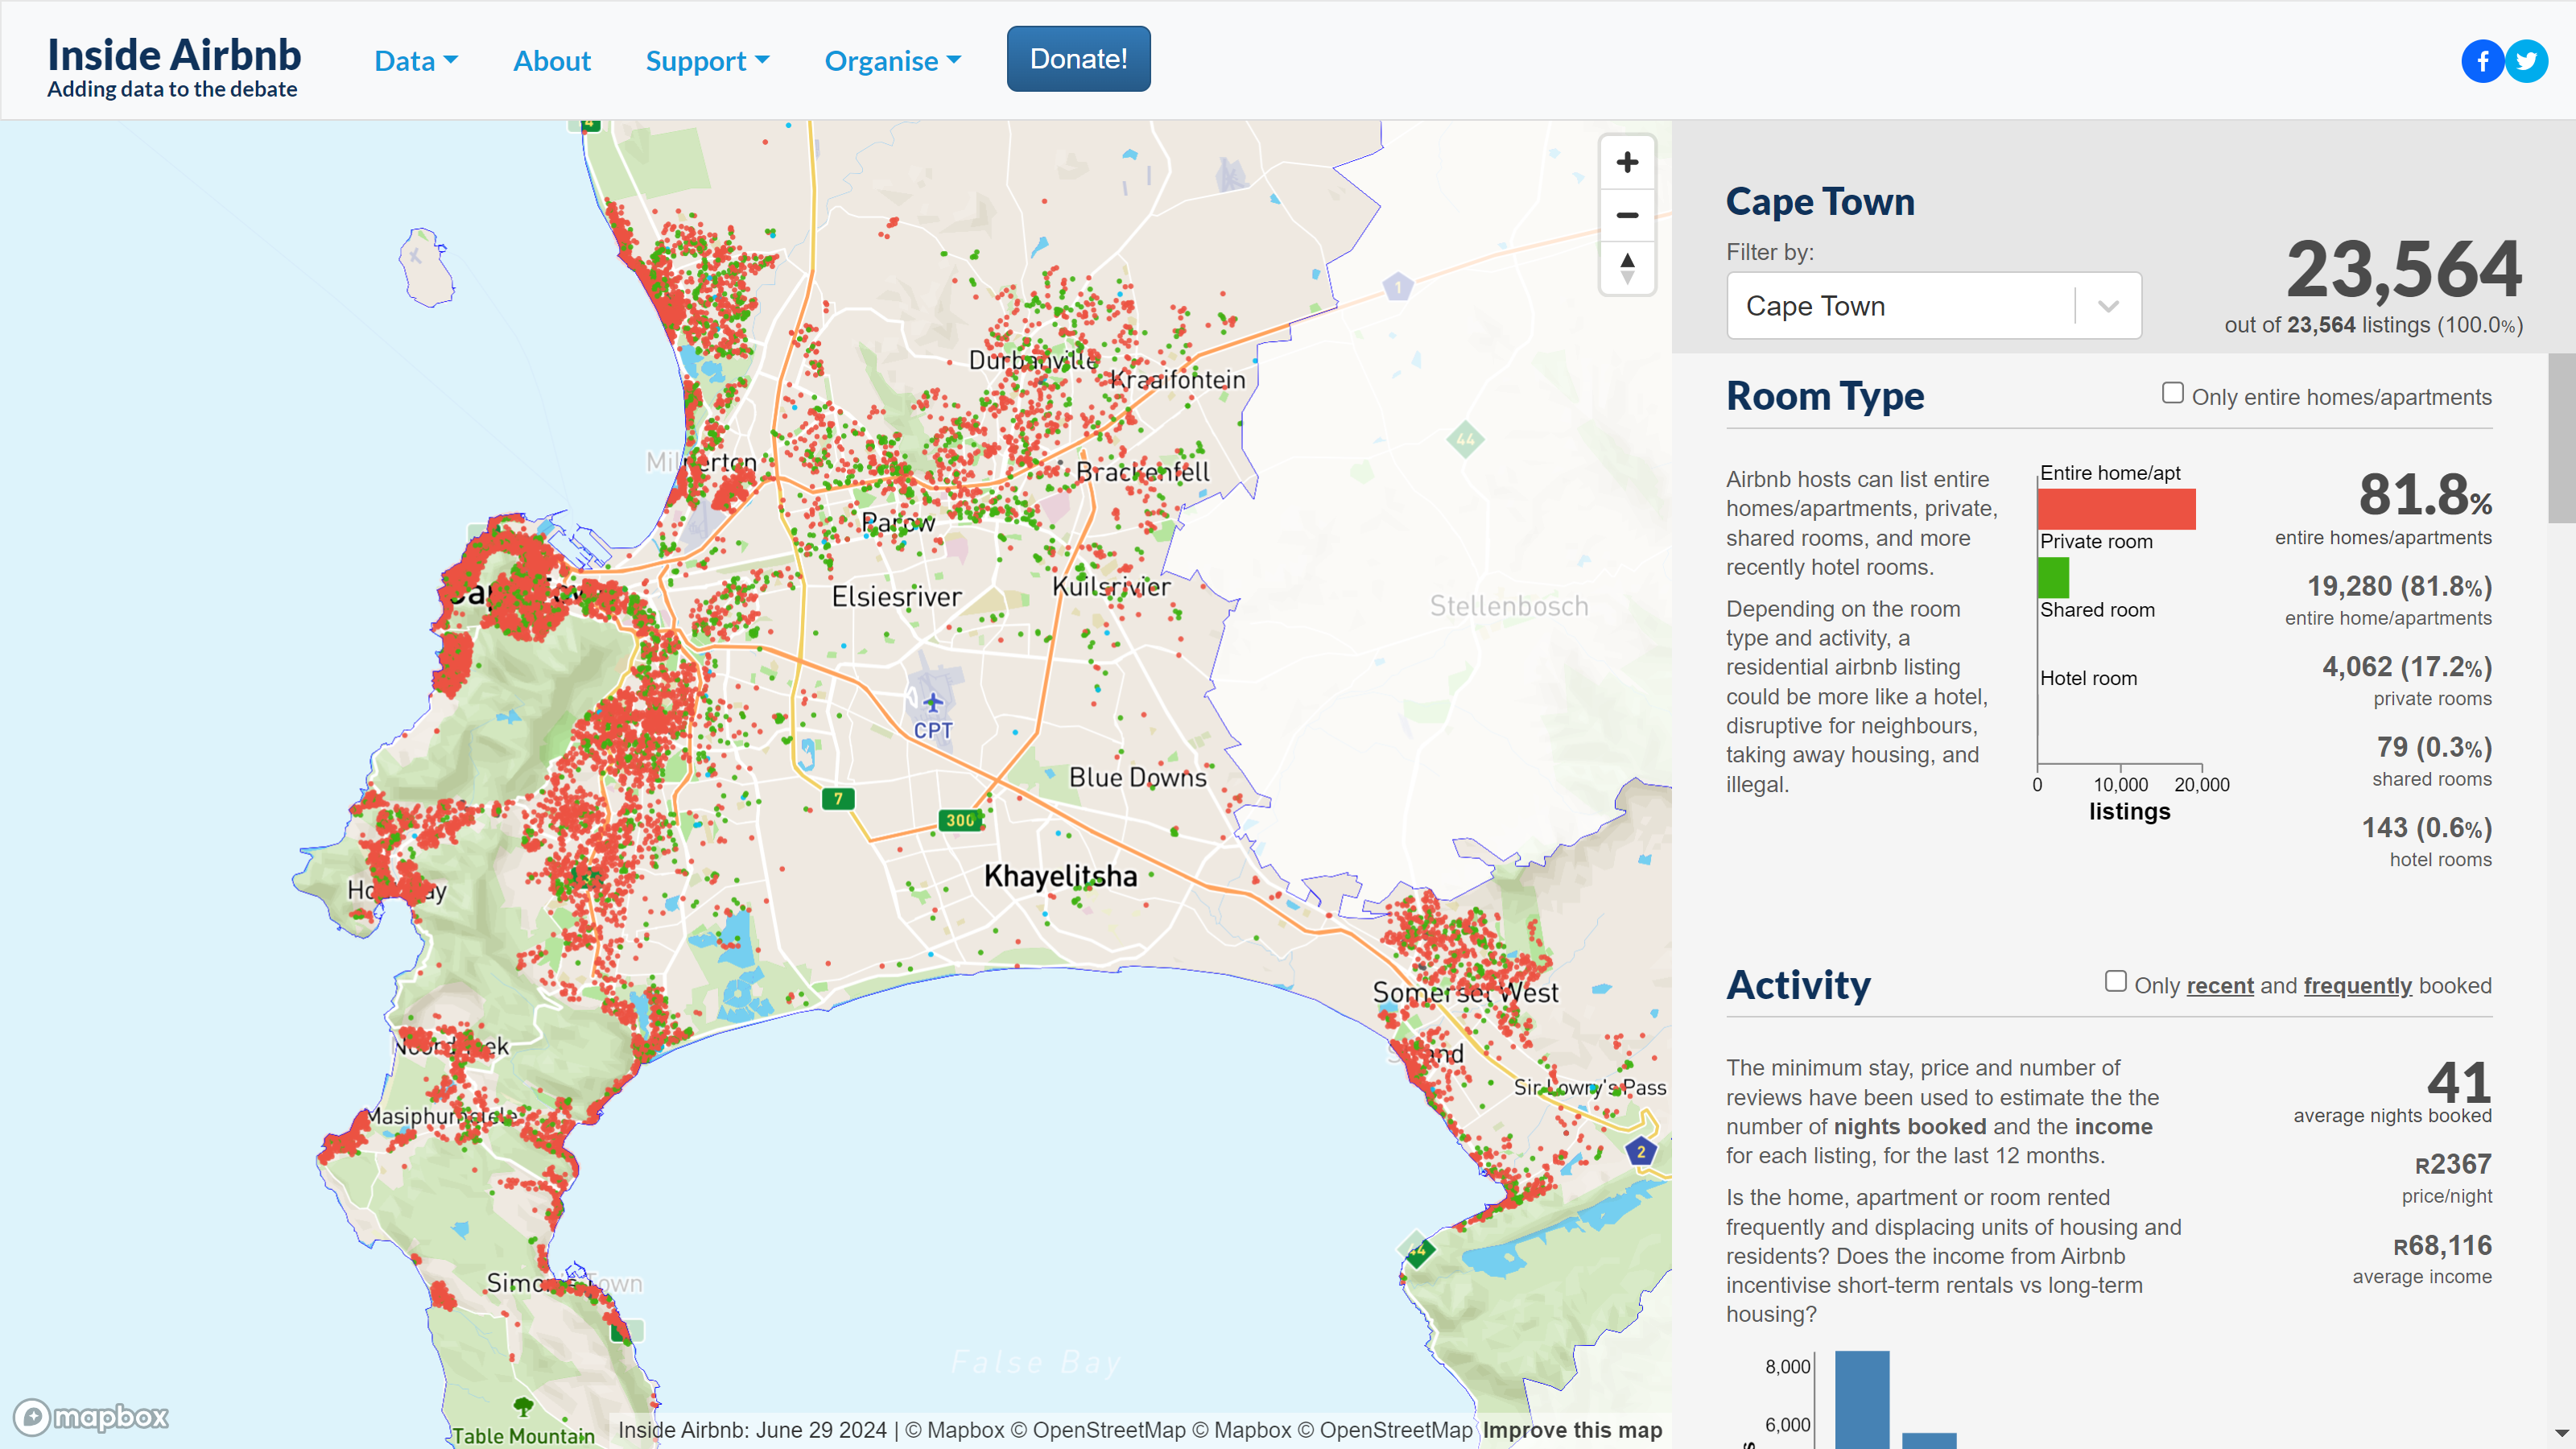 Inside Airbnb
Adding data to the debate
Data
About
Support
Organise
Donate!
4
Durbanville
Kraaifontein
Brackenfell
Parow
Elsiesriver
Kuilsrivier
CPT
Blue Downs
7
300
Khayelitsha
Stellenbosch
1
44
Somerset West
Sir Lowry's Pass
2
44
Masiphumelele
Simon's Town
False Bay
Table Mountain
mapbox
Inside Airbnb: June 29 2024 | © Mapbox © OpenStreetMap © Mapbox © OpenStreetMap Improve this map
Cape Town
Filter by:
Cape Town
23,564
out of 23,564 listings (100.0%)
Room Type
Only entire homes/apartments
Airbnb hosts can list entire
homes/apartments, private,
shared rooms, and more
recently hotel rooms.
Depending on the room
type and activity, a
residential airbnb listing
could be more like a hotel,
disruptive for neighbours,
taking away housing, and
illegal.
Entire home/apt
Private room
Shared room
Hotel room
0 10,000 20,000
listings
81.8%
entire homes/apartments
19,280 (81.8%)
entire home/apartments
4,062 (17.2%)
private rooms
79 (0.3%)
shared rooms
143 (0.6%)
hotel rooms
Activity
Only recent and frequently booked
The minimum stay, price and number of
reviews have been used to estimate the the
number of nights booked and the income
for each listing, for the last 12 months.
Is the home, apartment or room rented
frequently and displacing units of housing and
residents? Does the income from Airbnb
incentivise short-term rentals vs long-term
housing?
41
average nights booked
R2367
price/night
R68,116
average income
8,000
6,000